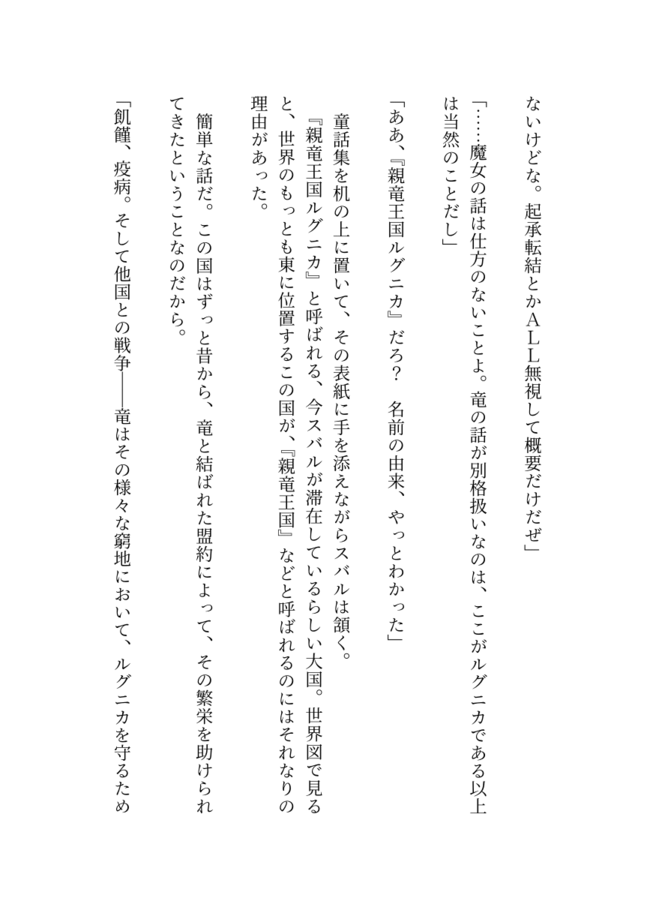 ないけどな。起承転結とかＡＬＬ無視して概要だけだぜ」
「……魔女の話は仕方のないことよ。竜の話が別格扱いなのは、ここがルグニカである以上
は当然のことだし」
「ああ、『親竜王国ルグニカ』だろ？　名前の由来、やっとわかった」
　童話集を机の上に置いて、その表紙に手を添えながらスバルは頷く。
　『親竜王国ルグニカ』と呼ばれる、今スバルが滞在しているらしい大国。世界図で見る
と、世界のもっとも東に位置するこの国が、『親竜王国』などと呼ばれるのにはそれなりの
理由があった。
　簡単な話だ。この国はずっと昔から、竜と結ばれた盟約によって、その繁栄を助けられ
てきたということなのだから。
「飢饉、疫病。そして他国との戦争――竜はその様々な窮地において、ルグニカを守るため